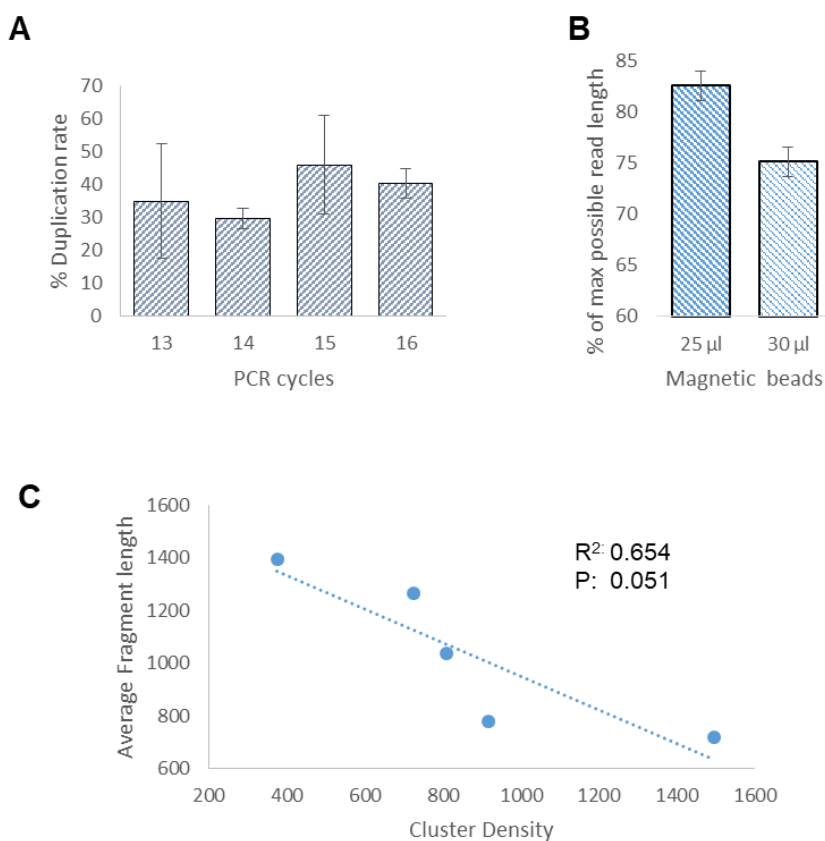 A
% Duplication rate
70
60
50
40
30
20
10
0
13 14 15 16
PCR cycles
B
% of max possible read length
85
80
75
70
65
60
25 µl 30 µl
Magnetic beads
C
Average Fragment length
1600
1400
1200
1000
800
600
R²: 0.654
P: 0.051
200 400 600 800 1000 1200 1400 1600
Cluster Density